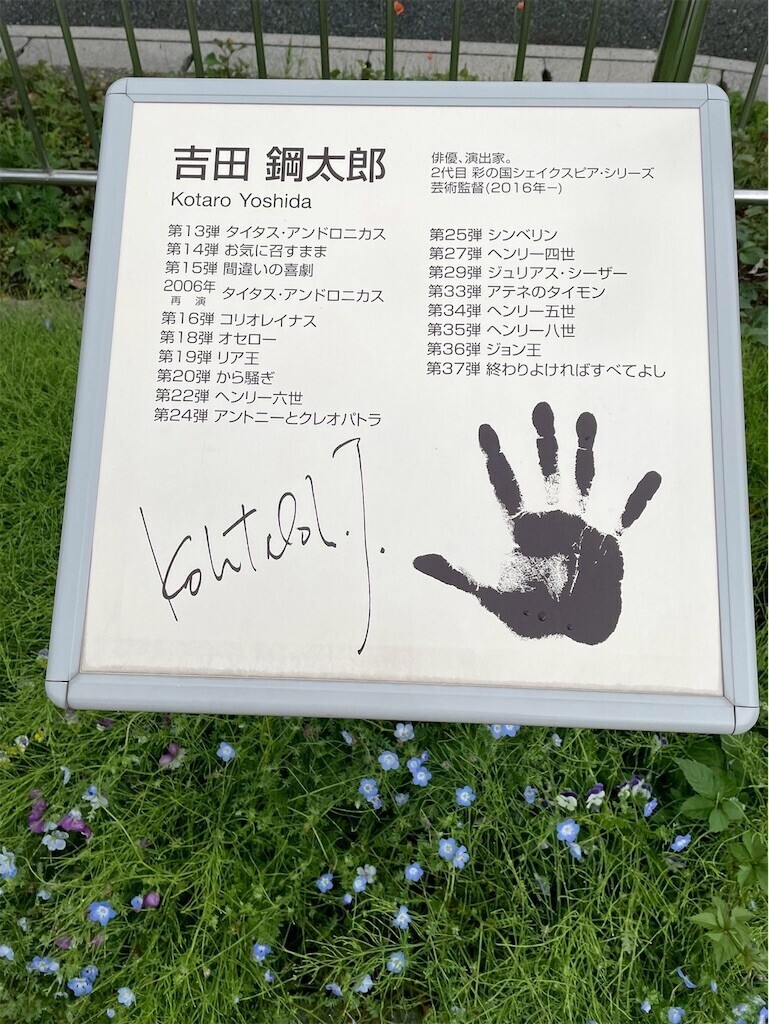 吉田 鋼太郎
Kotaro Yoshida
俳優、演出家。
2代目 彩の国シェイクスピア・シリーズ
芸術監督(2016年−)
第13弾 タイタス・アンドロニカス
第14弾 お気に召すまま
第15弾 間違いの喜劇
2006年再演 タイタス・アンドロニカス
第16弾 コリオレイナス
第18弾 オセロー
第19弾 リア王
第20弾 から騒ぎ
第22弾 ヘンリー六世
第24弾 アントニーとクレオパトラ
第25弾 シンベリン
第27弾 ヘンリー四世
第29弾 ジュリアス・シーザー
第33弾 アテネのタイモン
第34弾 ヘンリー五世
第35弾 ヘンリー八世
第36弾 ジョン王
第37弾 終わりよければすべてよし